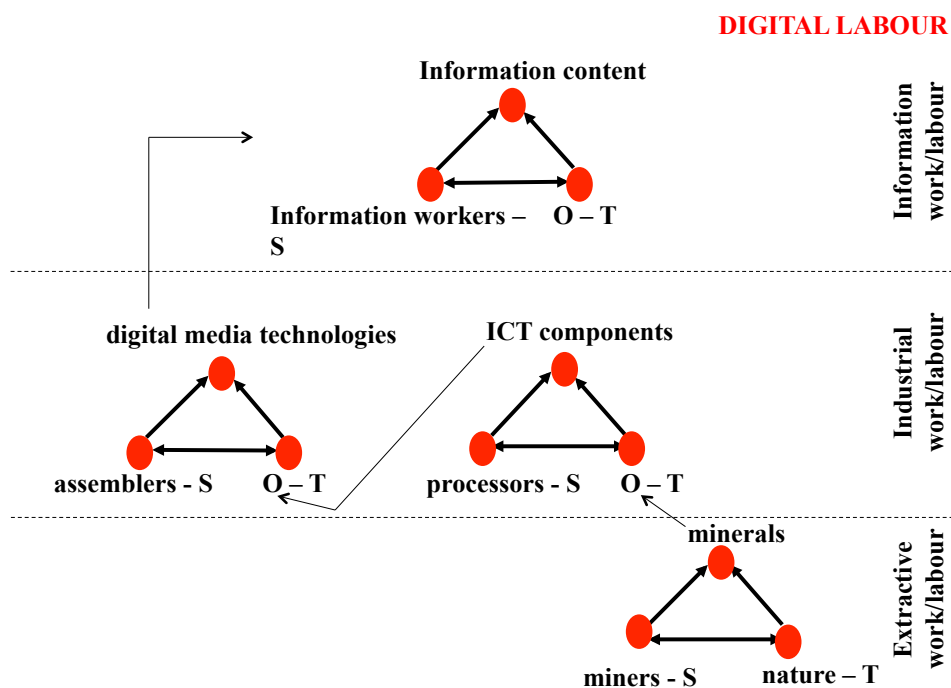 DIGITAL LABOUR
Information content
Information workers – O – T
S
Information
work/labour
digital media technologies
ICT components
assemblers - S O – T
processors - S O – T
Industrial
work/labour
minerals
miners - S nature – T
Extractive
work/labour